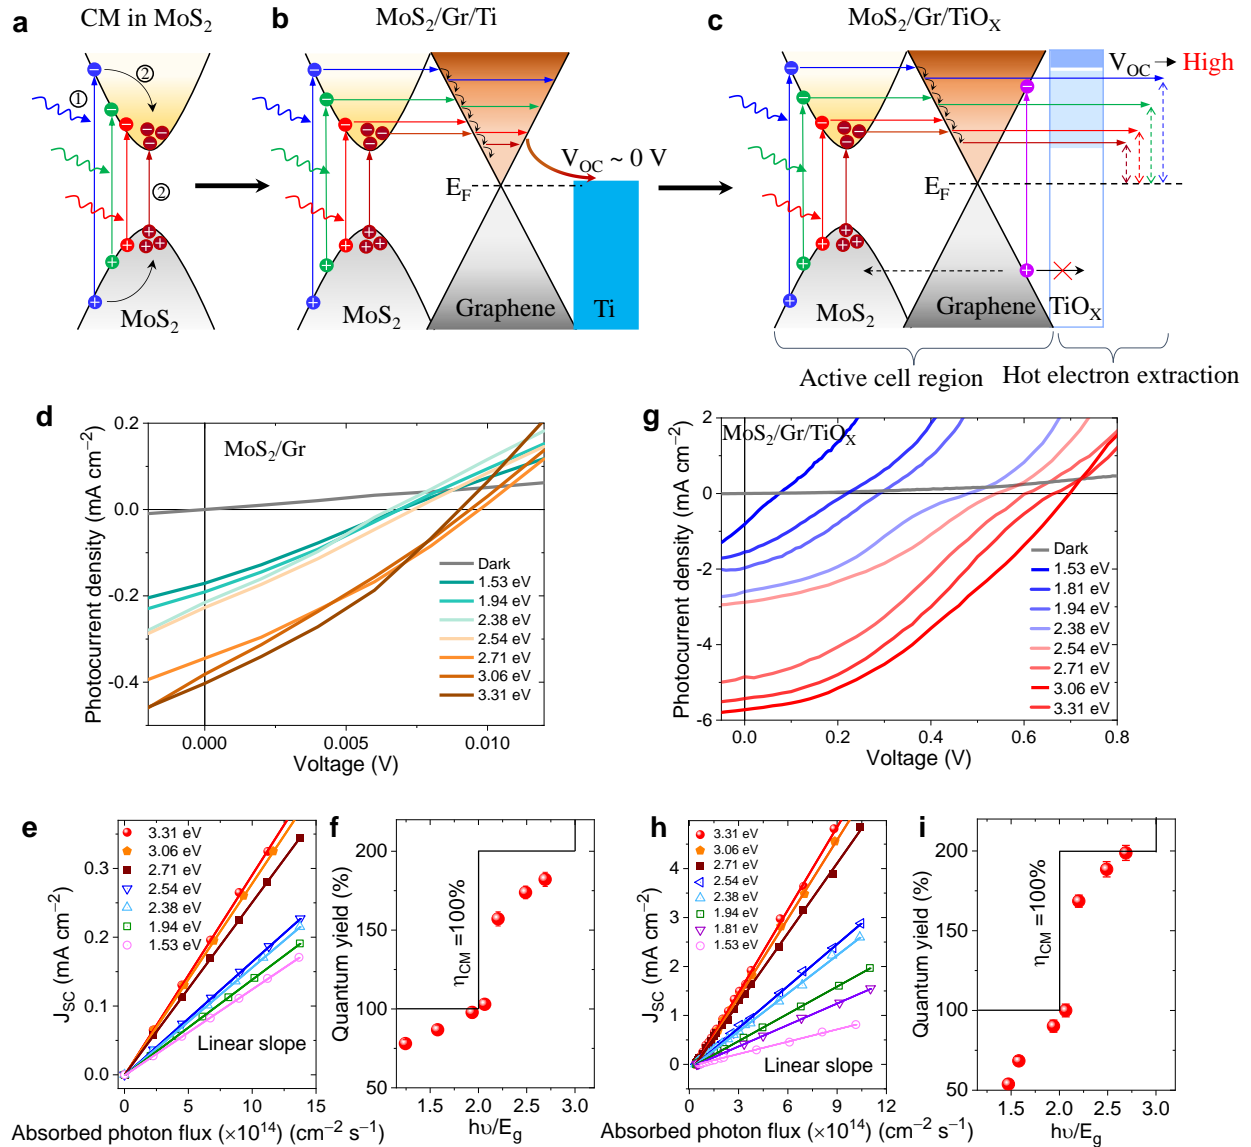 a
CM in MoS2
①
②
②
MoS2
b
MoS2/Gr/Ti
VOC ~ 0 V
EF
MoS2
Graphene
Ti
c
MoS2/Gr/TiOX
VOC → High
EF
MoS2
Graphene
TiOX
Active cell region
Hot electron extraction
d
MoS2/Gr
Photocurrent density (mA cm−2)
0.2
0.0
-0.2
-0.4
Dark
1.53 eV
1.94 eV
2.38 eV
2.54 eV
2.71 eV
3.06 eV
3.31 eV
0.000
0.005
0.010
Voltage (V)
g
MoS2/Gr/TiOX
Photocurrent density (mA cm−2)
2
0
-2
-4
-6
Dark
1.53 eV
1.81 eV
1.94 eV
2.38 eV
2.54 eV
2.71 eV
3.06 eV
3.31 eV
0.0
0.2
0.4
0.6
0.8
Voltage (V)
e
JSC (mA cm−2)
0.3
0.2
0.1
0.0
3.31 eV
3.06 eV
2.71 eV
2.54 eV
2.38 eV
1.94 eV
1.53 eV
Linear slope
0
5
10
15
Absorbed photon flux (×10^14) (cm−2 s−1)
f
Quantum yield (%)
200
150
100
50
ηCM =100%
1.5
2.0
2.5
3.0
hυ/Eg
h
JSC (mA cm−2)
4
2
0
3.31 eV
3.06 eV
2.71 eV
2.54 eV
2.38 eV
1.94 eV
1.81 eV
1.53 eV
Linear slope
0
3
6
9
12
Absorbed photon flux (×10^14) (cm−2 s−1)
i
Quantum yield (%)
200
150
100
50
ηCM =100%
1.5
2.0
2.5
3.0
hυ/Eg